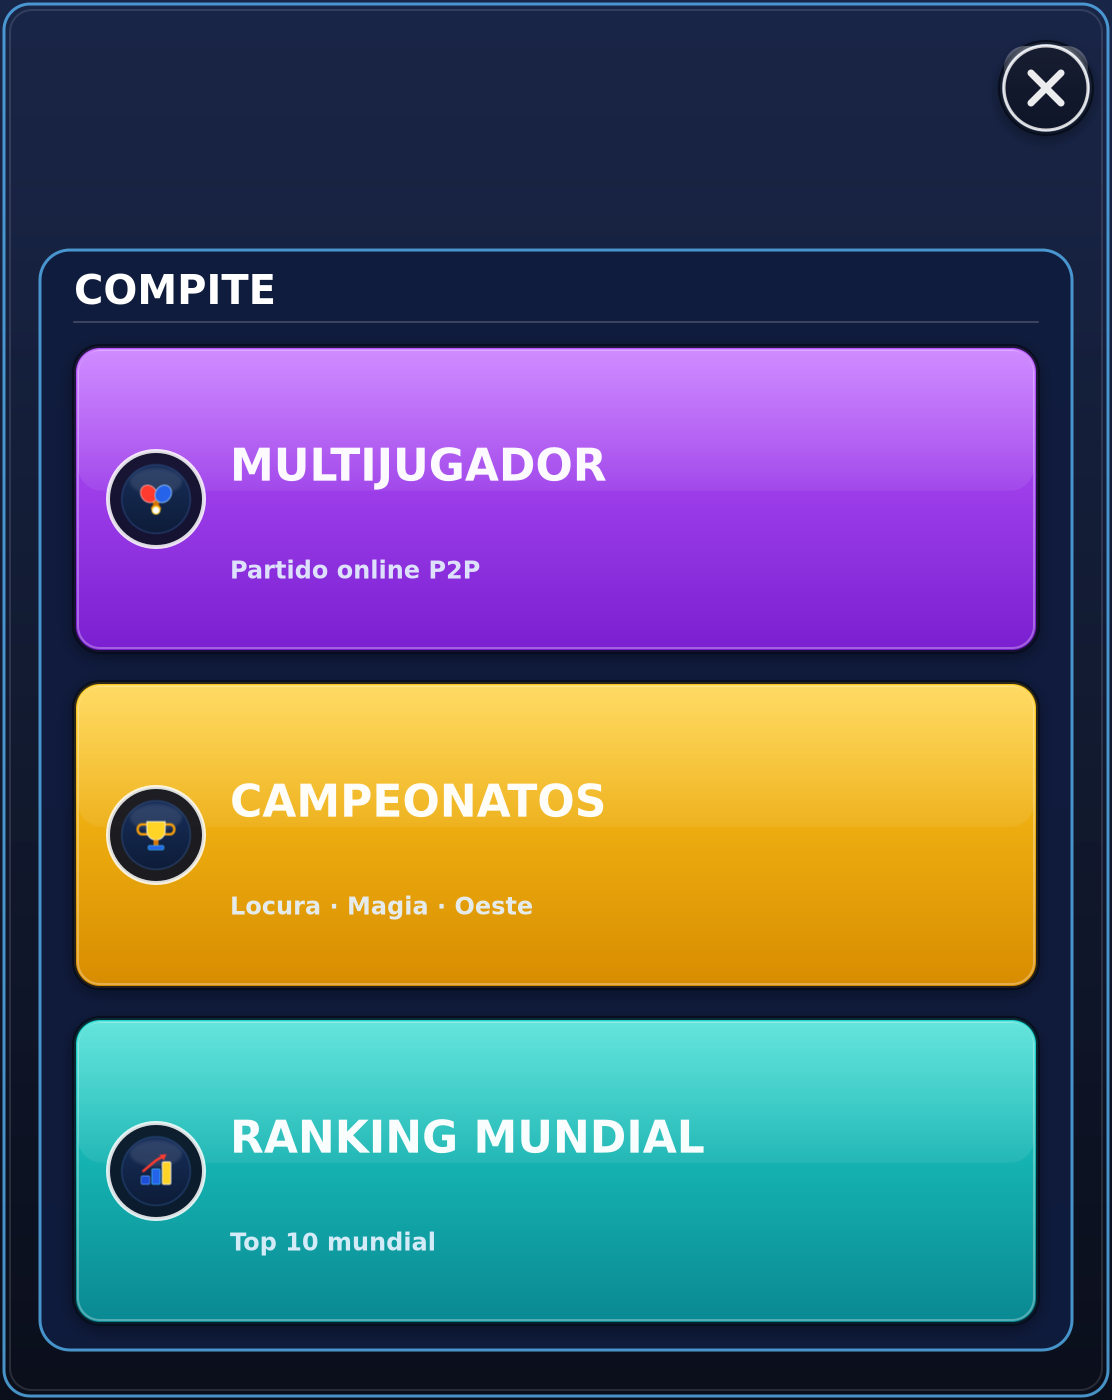 COMPITE
MULTIJUGADOR
Partido online P2P
CAMPEONATOS
Locura · Magia · Oeste
RANKING MUNDIAL
Top 10 mundial